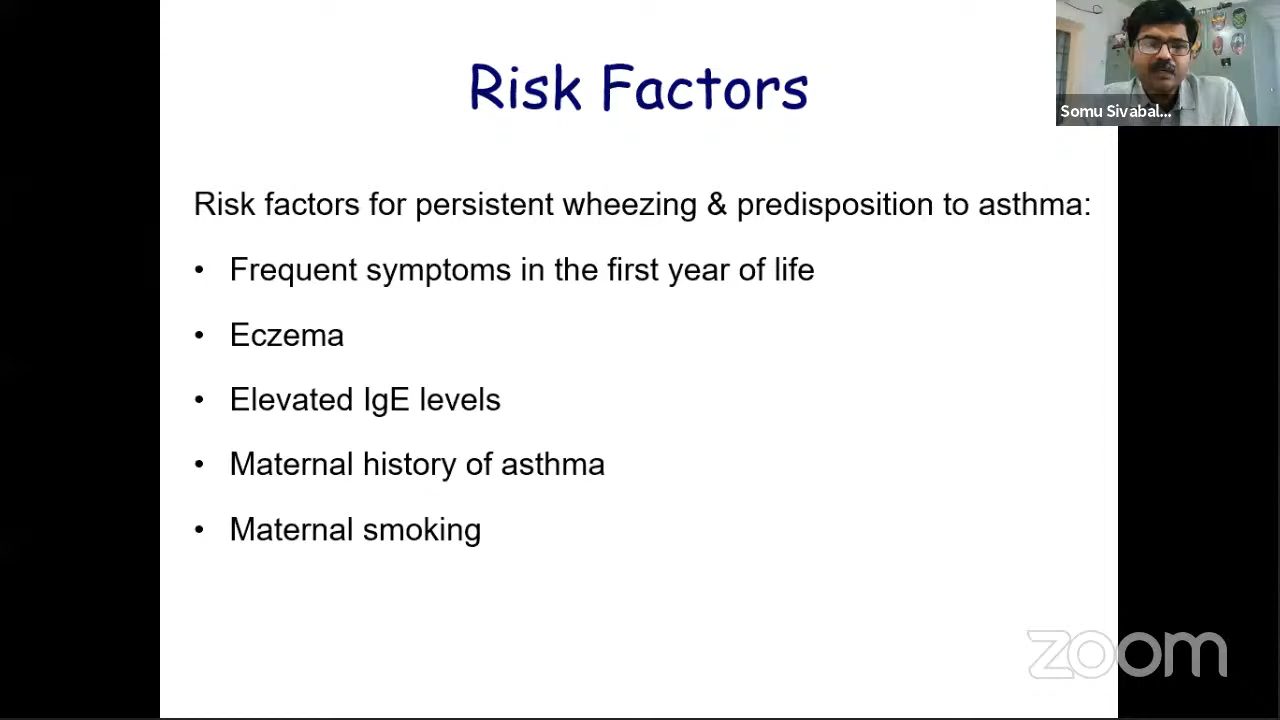 Risk Factors
Somu Sivabal...
Risk factors for persistent wheezing & predisposition to asthma:
• Frequent symptoms in the first year of life
• Eczema
• Elevated IgE levels
• Maternal history of asthma
• Maternal smoking
zoom